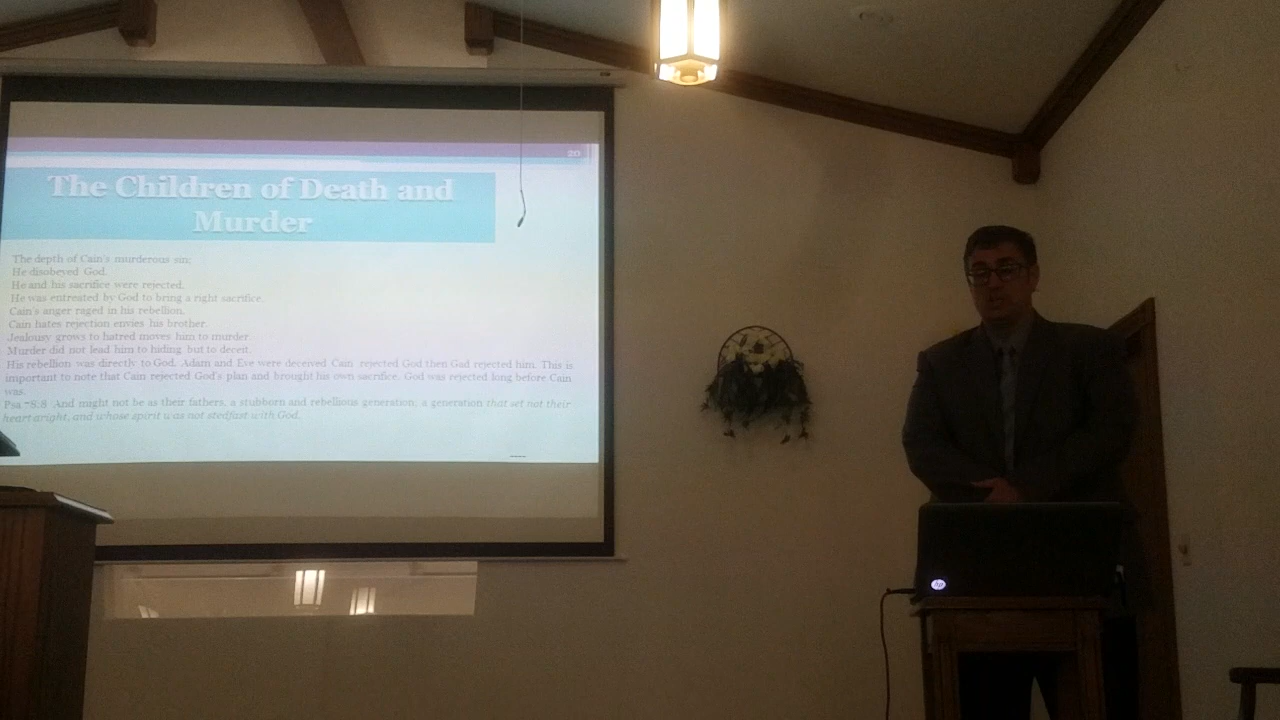 20
The Children of Death and
Murder
The depth of Cain's murderous sin;
He disobeyed God.
He and his sacrifice were rejected.
He was entreated by God to bring a right sacrifice.
Cain's anger raged in his rebellion.
Cain hates rejection envies his brother.
Jealousy grows to hatred moves him to murder.
Murder did not lead him to hiding but to deceit.
His rebellion was directly to God. Adam and Eve were deceived Cain rejected God then God rejected him. This is
important to note that Cain rejected God's plan and brought his own sacrifice. God was rejected long before Cain
was.
Psa 78:8 And might not be as their fathers, a stubborn and rebellious generation; a generation that set not their
heart aright, and whose spirit was not stedfast with God.
hp